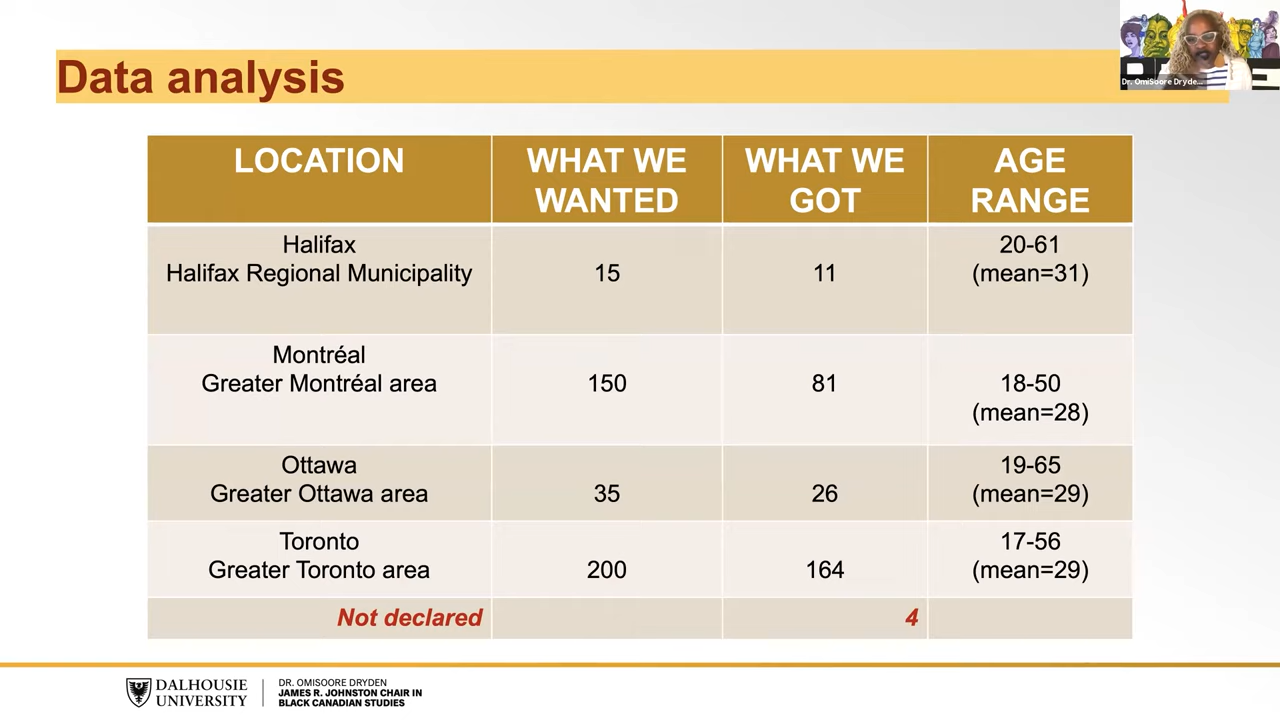 Data analysis
Dr. OmiSoore Dryde...
LOCATION
WHAT WE
WANTED
WHAT WE
GOT
AGE
RANGE
Halifax
Halifax Regional Municipality
15
11
20-61
(mean=31)
Montréal
Greater Montréal area
150
81
18-50
(mean=28)
Ottawa
Greater Ottawa area
35
26
19-65
(mean=29)
Toronto
Greater Toronto area
200
164
17-56
(mean=29)
Not declared
4
DALHOUSIE
UNIVERSITY
DR. OMISOORE DRYDEN
JAMES R. JOHNSTON CHAIR IN
BLACK CANADIAN STUDIES